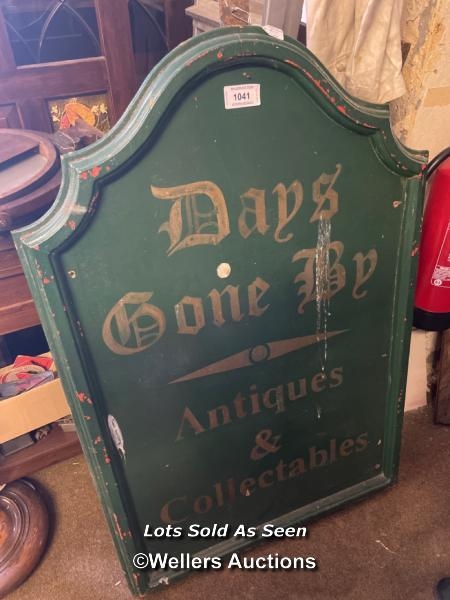 1041
Days
Gone By
Antiques
&
Collectables
Lots Sold As Seen
©Wellers Auctions